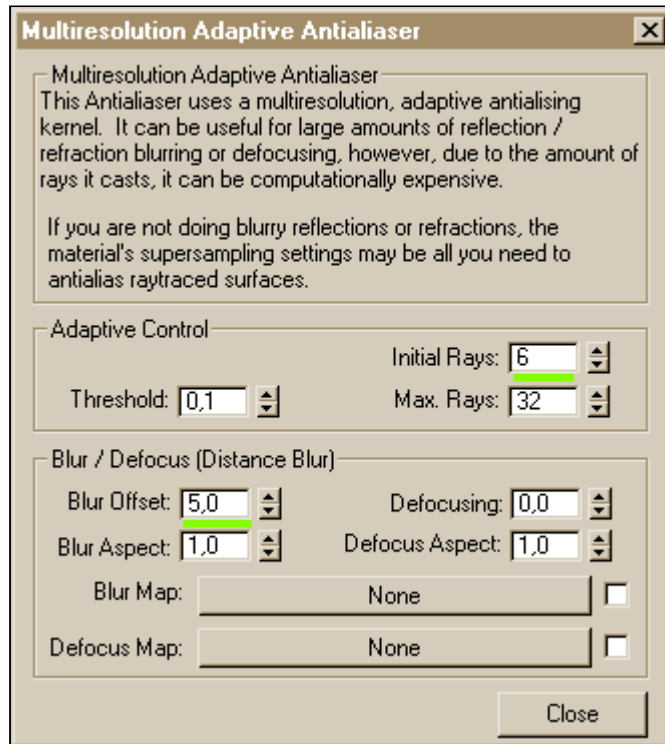 Multiresolution Adaptive Antialiaser
Multiresolution Adaptive Antialiaser
This Antialiaser uses a multiresolution, adaptive antialising
kernel. It can be useful for large amounts of reflection /
refraction blurring or defocusing, however, due to the amount of
rays it casts, it can be computationally expensive.
If you are not doing blurry reflections or refractions, the
material's supersampling settings may be all you need to
antialias raytraced surfaces.
Adaptive Control
Initial Rays: 6
Threshold: 0,1 Max. Rays: 32
Blur / Defocus (Distance Blur)
Blur Offset: 5,0 Defocusing: 0,0
Blur Aspect: 1,0 Defocus Aspect: 1,0
Blur Map: None
Defocus Map: None
Close